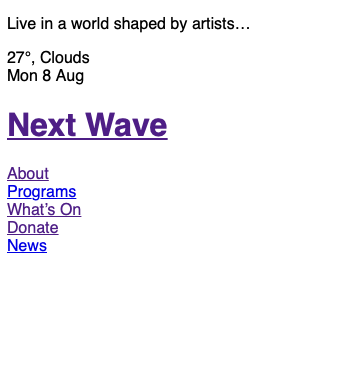 Live in a world shaped by artists…
27°, Clouds
Mon 8 Aug
Next Wave
About
Programs
What’s On
Donate
News